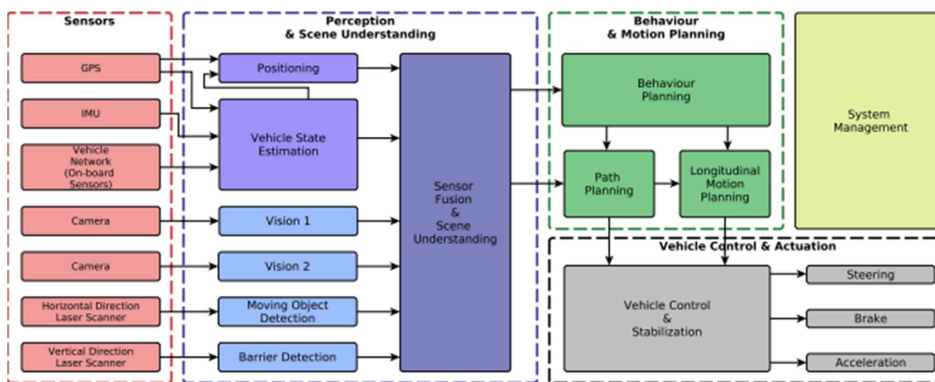 Sensors
GPS
IMU
Vehicle
Network
(On-board
Sensors)
Camera
Camera
Horizontal Direction
Laser Scanner
Vertical Direction
Laser Scanner
Perception
& Scene Understanding
Positioning
Vehicle State
Estimation
Vision 1
Vision 2
Moving Object
Detection
Barrier Detection
Sensor
Fusion
&
Scene
Understanding
Behaviour
& Motion Planning
Behaviour
Planning
Path
Planning
Longitudinal
Motion
Planning
System
Management
Vehicle Control & Actuation
Vehicle Control
&
Stabilization
Steering
Brake
Acceleration